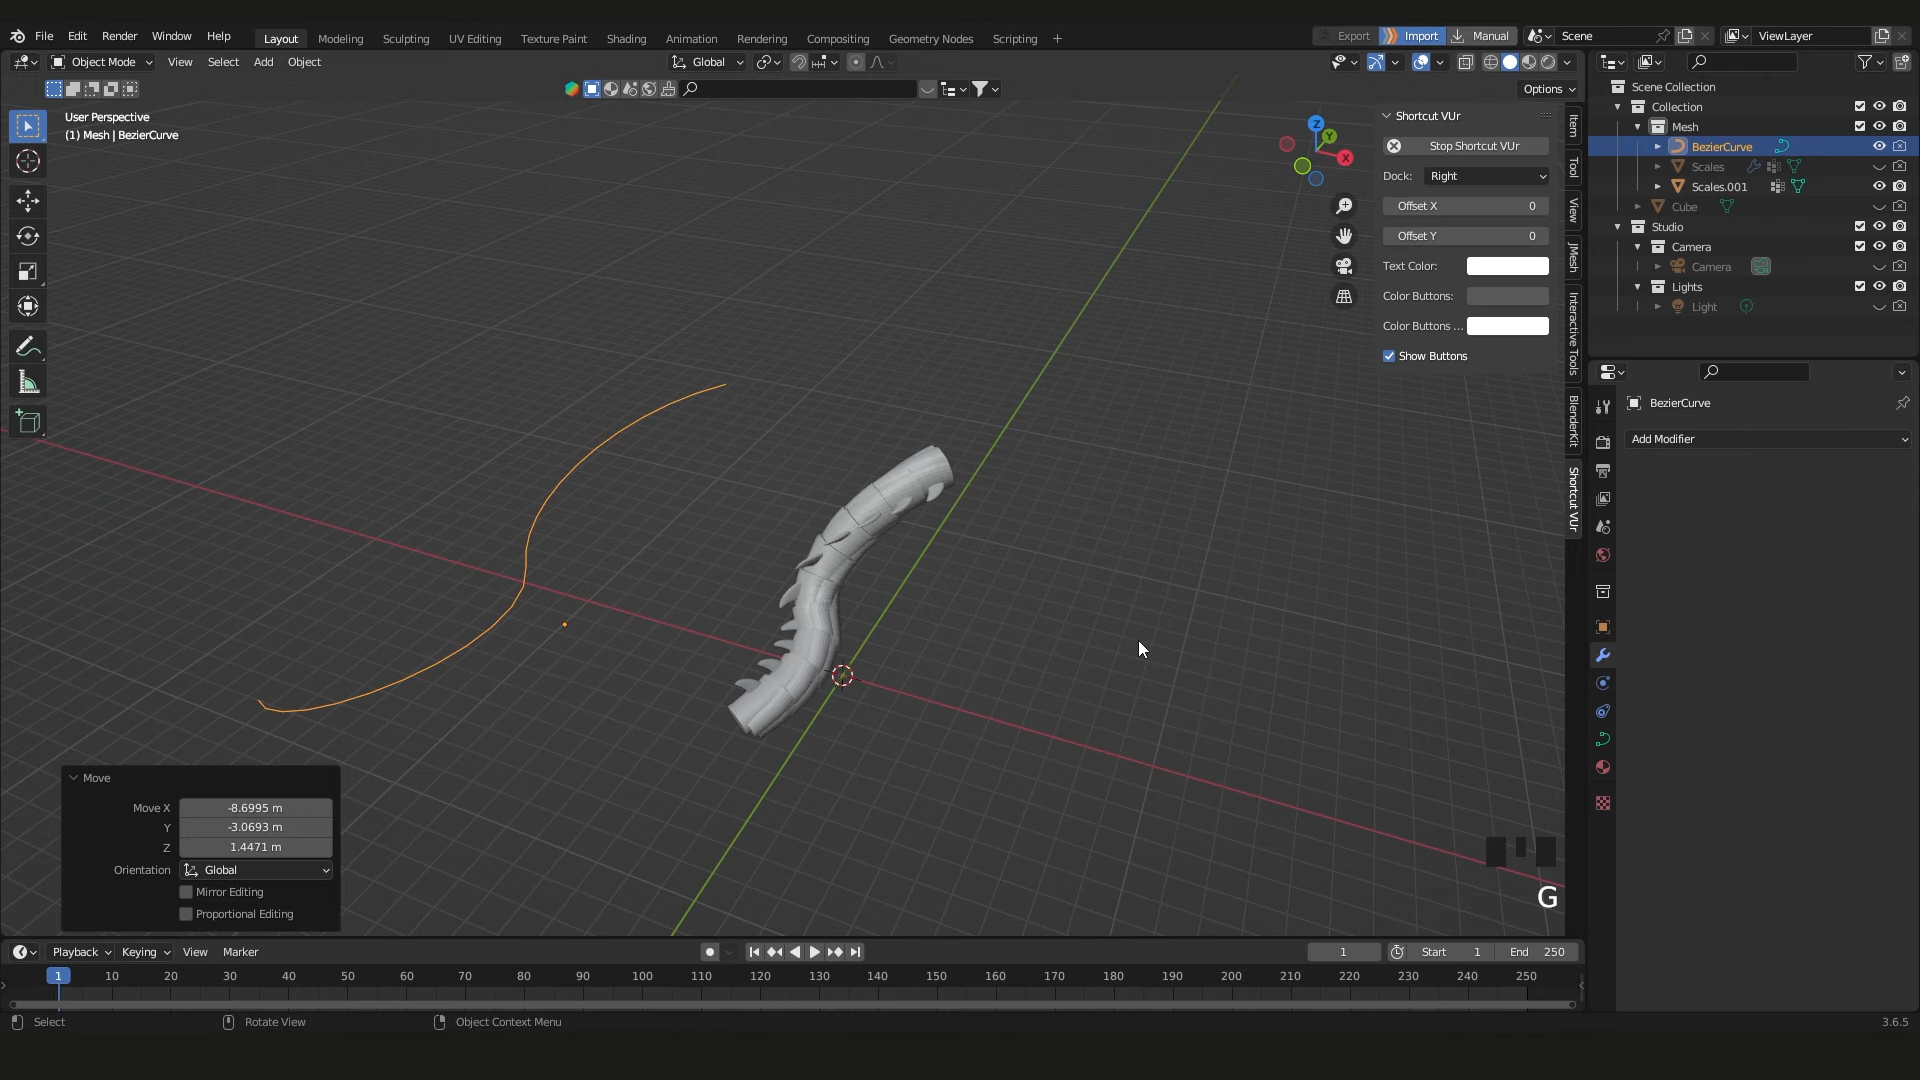 File Edit Render Window Help
Layout Modeling Sculpting UV Editing Texture Paint Shading Animation Rendering Compositing Geometry Nodes Scripting +
Export Import Manual Scene ViewLayer
Object Mode View Select Add Object
Global
Options
User Perspective
(1) Mesh | BezierCurve
Z
Y
X
Shortcut VUr
Stop Shortcut VUr
Dock: Right
Offset X 0
Offset Y 0
Text Color:
Color Buttons:
Color Buttons ...
Show Buttons
Item
Tool
View
JMesh
Interactive Tools
BlenderKit
Shortcut VUr
Scene Collection
Collection
Mesh
BezierCurve
Scales
Scales.001
Cube
Studio
Camera
Camera
Lights
Light
BezierCurve
Add Modifier
Move
Move X -8.6995 m
Y -3.0693 m
Z 1.4471 m
Orientation Global
Mirror Editing
Proportional Editing
G
Playback Keying View Marker
1 Start 1 End 250
1 10 20 30 40 50 60 70 80 90 100 110 120 130 140 150 160 170 180 190 200 210 220 230 240 250
Select Rotate View Object Context Menu
3.6.5